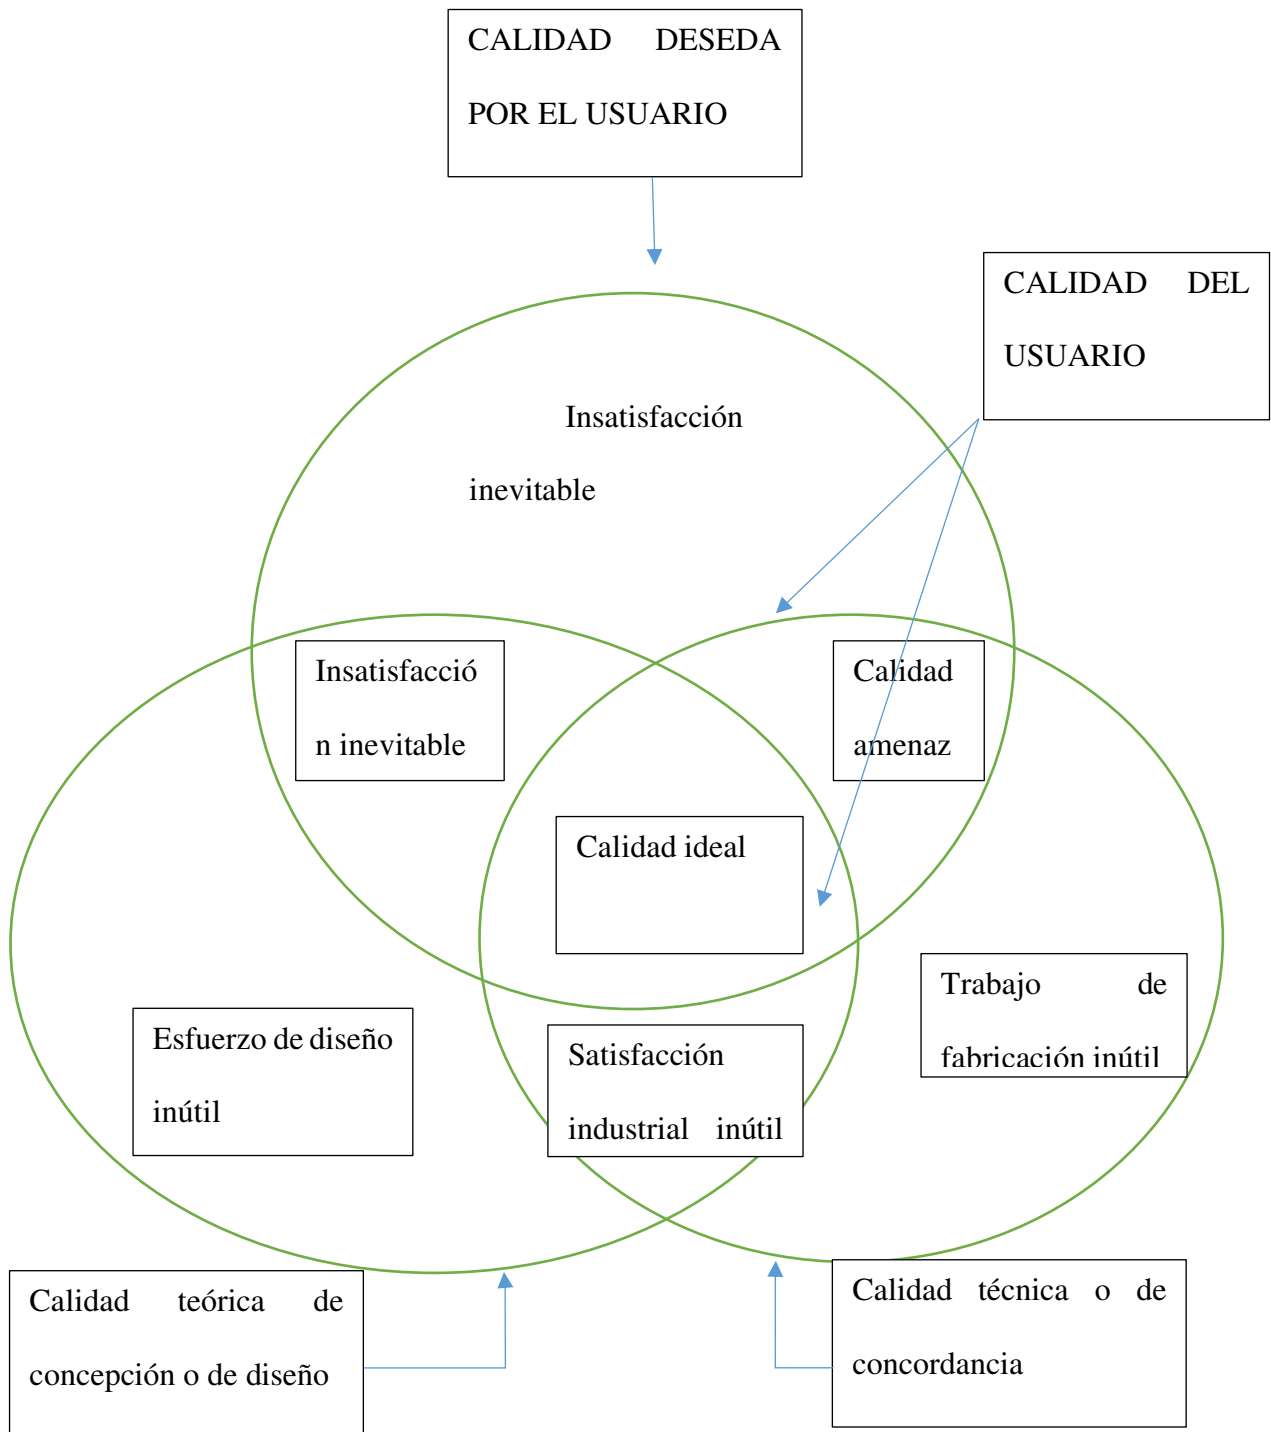 CALIDAD DESEDA
POR EL USUARIO
CALIDAD DEL
USUARIO
Insatisfacción
inevitable
Insatisfacció
n inevitable
Calidad
amenaz
Calidad ideal
Trabajo de
fabricación inútil
Esfuerzo de diseño
inútil
Satisfacción
industrial inútil
Calidad teórica de
concepción o de diseño
Calidad técnica o de
concordancia